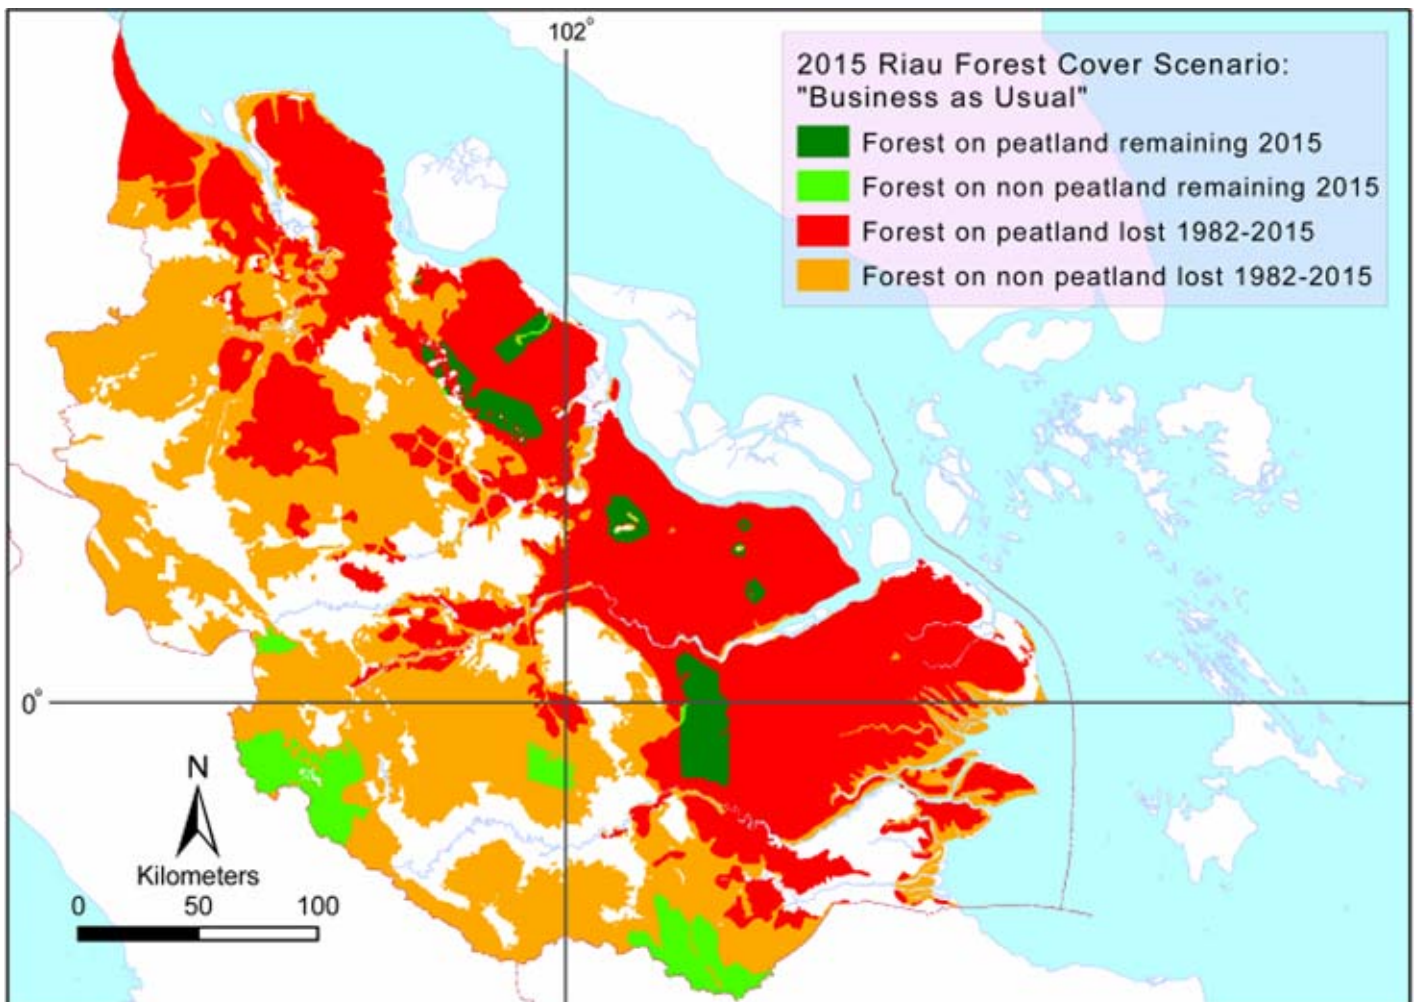 102°
2015 Riau Forest Cover Scenario:
"Business as Usual"
Forest on peatland remaining 2015
Forest on non peatland remaining 2015
Forest on peatland lost 1982-2015
Forest on non peatland lost 1982-2015
0°
N
Kilometers
0 50 100